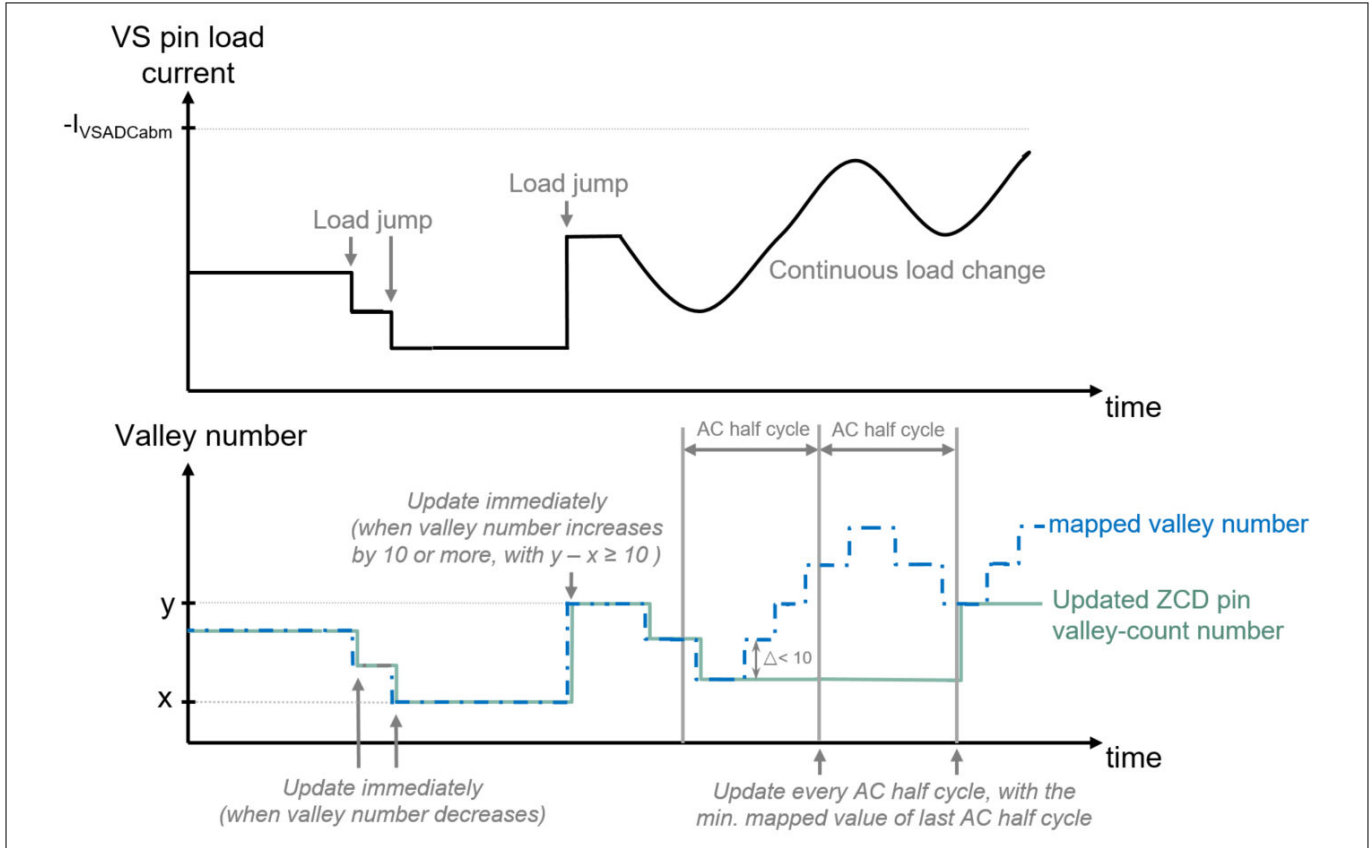 VS pin load
current
-I_VSADCabm
Load jump
Load jump
Continuous load change
time
Valley number
AC half cycle
AC half cycle
Update immediately
(when valley number increases
by 10 or more, with y – x ≥ 10 )
mapped valley number
y
Updated ZCD pin
valley-count number
△< 10
x
time
Update immediately
(when valley number decreases)
Update every AC half cycle, with the
min. mapped value of last AC half cycle